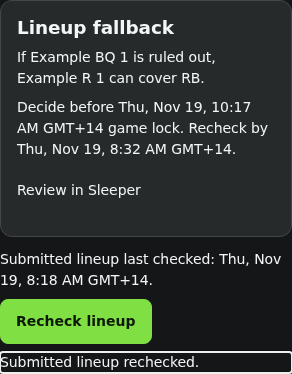 Lineup fallback
If Example BQ 1 is ruled out,
Example R 1 can cover RB.
Decide before Thu, Nov 19, 10:17
AM GMT+14 game lock. Recheck by
Thu, Nov 19, 8:32 AM GMT+14.
Review in Sleeper
Submitted lineup last checked: Thu, Nov
19, 8:18 AM GMT+14.
Recheck lineup
Submitted lineup rechecked.